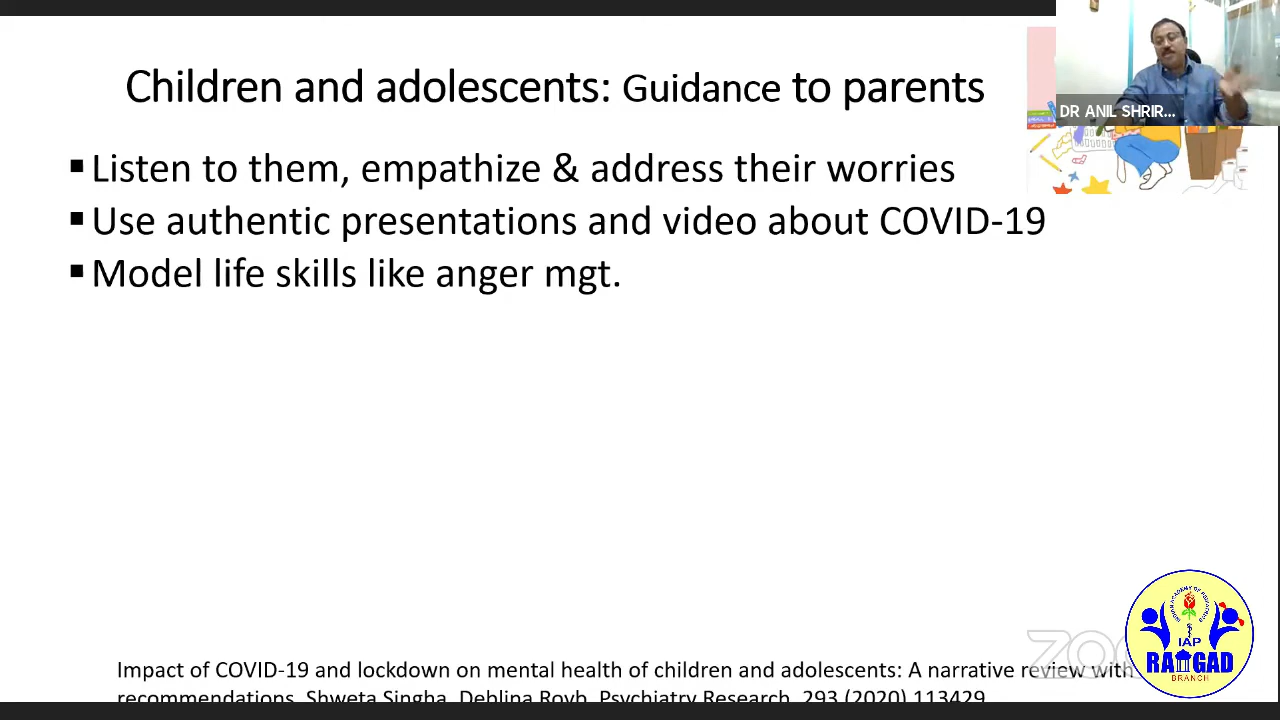 Children and adolescents: Guidance to parents
DR ANIL SHRIR...
▪Listen to them, empathize & address their worries
▪Use authentic presentations and video about COVID-19
▪Model life skills like anger mgt.
IAP
RAIGAD
BRANCH
Impact of COVID-19 and lockdown on mental health of children and adolescents: A narrative review with
recommendations. Shweta Singha, Deblina Royb, Psychiatry Research, 293 (2020) 113429